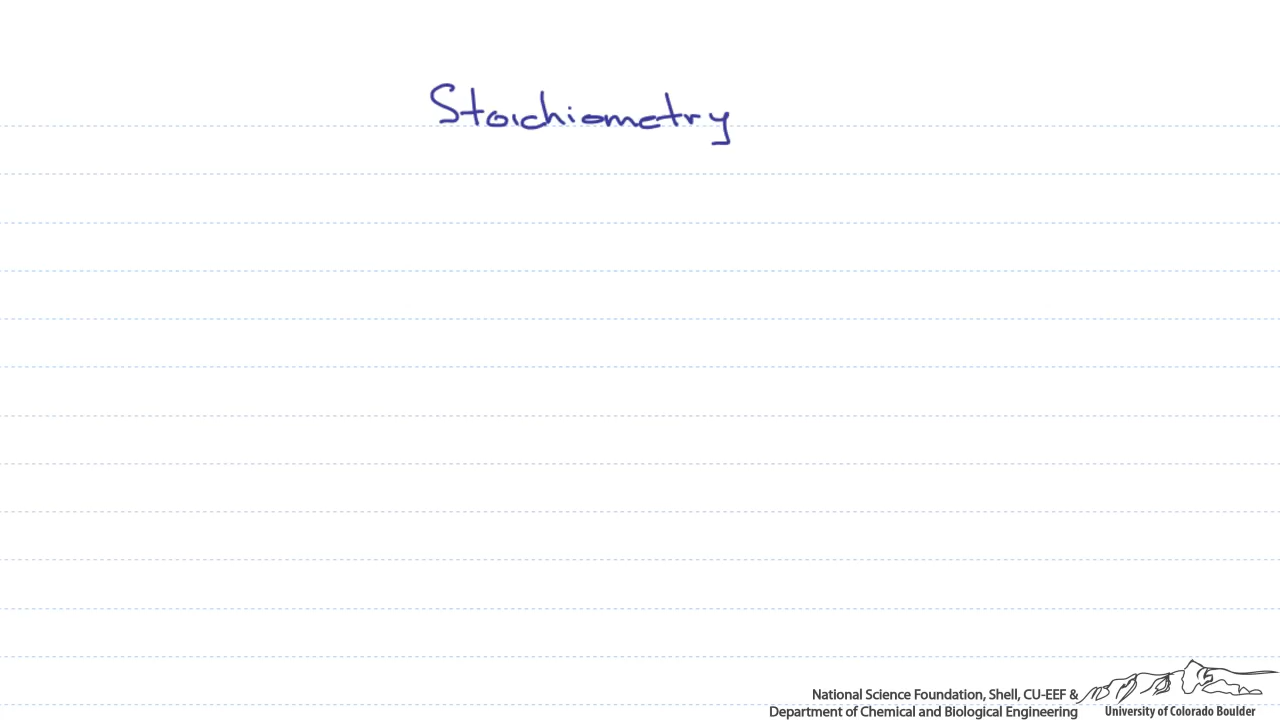 Stoichiometry
National Science Foundation, Shell, CU-EEF &
Department of Chemical and Biological Engineering
University of Colorado Boulder